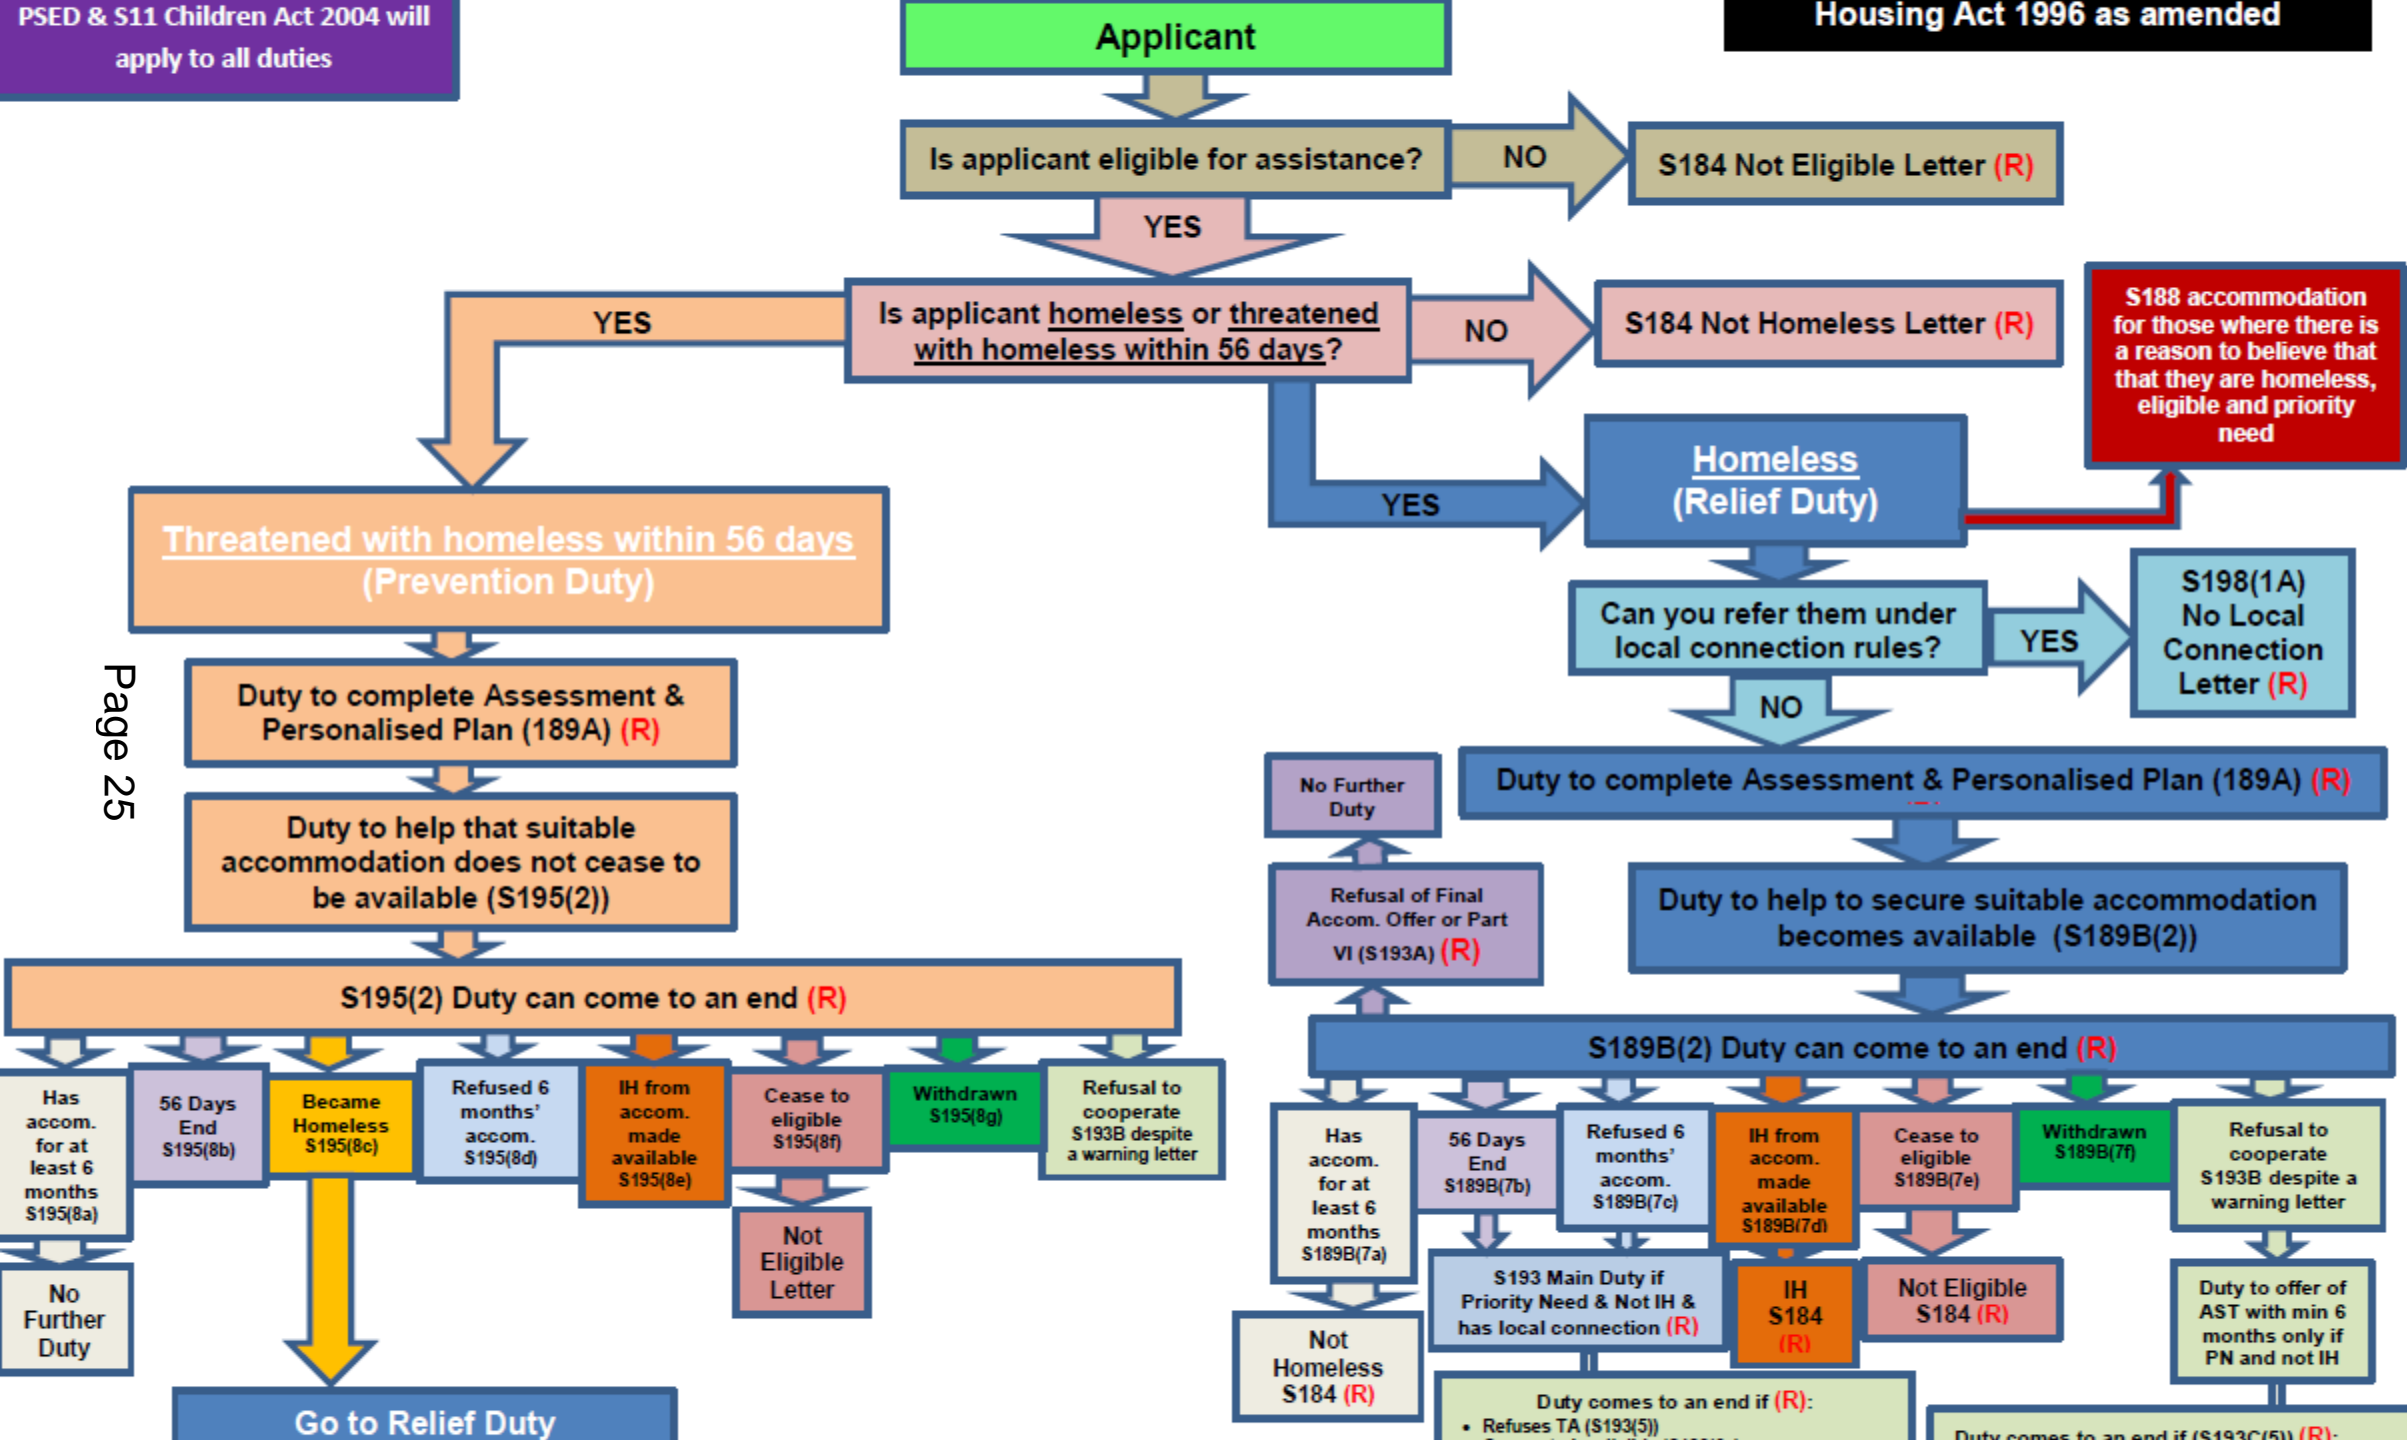 PSED & S11 Children Act 2004 will
apply to all duties
Applicant
Housing Act 1996 as amended
Is applicant eligible for assistance?
NO
S184 Not Eligible Letter (R)
YES
Is applicant homeless or threatened
with homeless within 56 days?
NO
S184 Not Homeless Letter (R)
S188 accommodation
for those where there is
a reason to believe that
that they are homeless,
eligible and priority
need
YES
YES
Homeless
(Relief Duty)
Threatened with homeless within 56 days
(Prevention Duty)
Can you refer them under
local connection rules?
YES
S198(1A)
No Local
Connection
Letter (R)
NO
Page 25
Duty to complete Assessment &
Personalised Plan (189A) (R)
Duty to help that suitable
accommodation does not cease to
be available (S195(2))
S195(2) Duty can come to an end (R)
Has
accom.
for at
least 6
months
S195(8a)
56 Days
End
S195(8b)
Became
Homeless
S195(8c)
Refused 6
months'
accom.
S195(8d)
IH from
accom.
made
available
S195(8e)
Cease to
eligible
S195(8f)
Withdrawn
S195(8g)
Refusal to
cooperate
S193B despite
a warning letter
No
Further
Duty
Not
Eligible
Letter
Go to Relief Duty
No Further
Duty
Duty to complete Assessment & Personalised Plan (189A) (R)
Refusal of Final
Accom. Offer or Part
VI (S193A) (R)
Duty to help to secure suitable accommodation
becomes available (S189B(2))
S189B(2) Duty can come to an end (R)
Has
accom.
for at
least 6
months
S189B(7a)
56 Days
End
S189B(7b)
Refused 6
months'
accom.
S189B(7c)
IH from
accom.
made
available
S189B(7d)
Cease to
eligible
S189B(7e)
Withdrawn
S189B(7f)
Refusal to
cooperate
S193B despite a
warning letter
Not
Homeless
S184 (R)
S193 Main Duty if
Priority Need & Not IH &
has local connection (R)
IH
S184
(R)
Not Eligible
S184 (R)
Duty to offer of
AST with min 6
months only if
PN and not IH
Duty comes to an end if (R):
• Refuses TA (S193(5))
Duty comes to an end if (S193C(5)) (R):